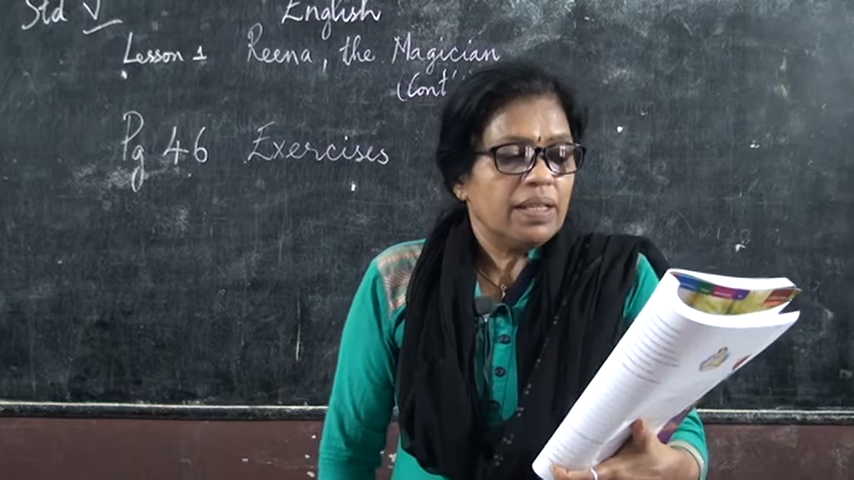 Std V
English
Lesson 1 Reena, the Magician
(Cont'
Pg 46 Exercises